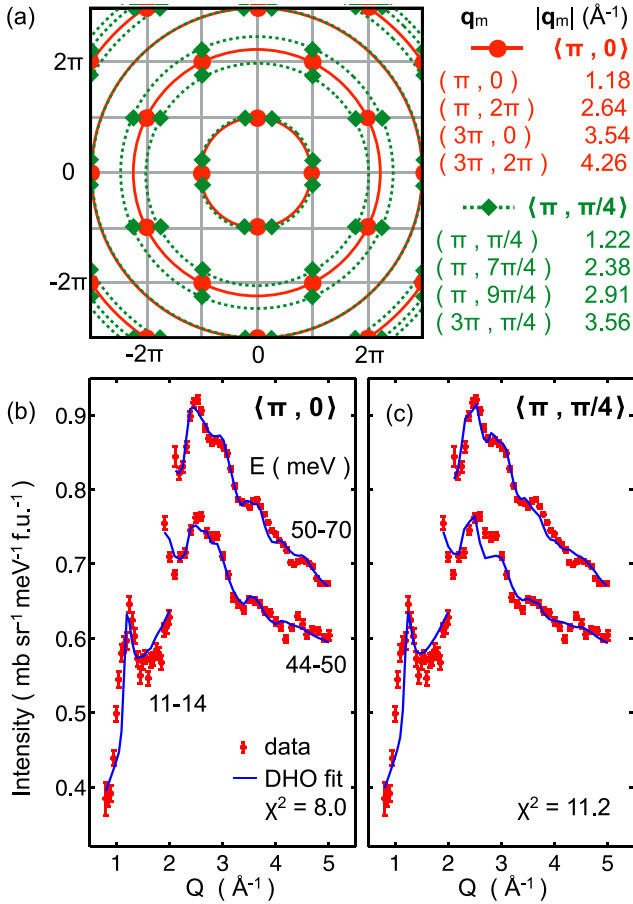 (a)
q_m |q_m| (Å⁻¹)
⟨π , 0⟩
( π , 0) 1.18
( π , 2π) 2.64
(3π , 0) 3.54
(3π , 2π) 4.26
⟨π , π/4⟩
( π , π/4) 1.22
( π , 7π/4) 2.38
( π , 9π/4) 2.91
(3π , π/4) 3.56
2π
0
-2π
-2π 0 2π
(b) ⟨π , 0⟩
(c) ⟨π , π/4⟩
E ( meV )
50-70
44-50
11-14
data
DHO fit
χ² = 8.0
χ² = 11.2
0.9
0.8
0.7
0.6
0.5
0.4
Intensity ( mb sr⁻¹ meV⁻¹ f.u.⁻¹ )
1 2 3 4 5
1 2 3 4 5
Q ( Å⁻¹)
Q ( Å⁻¹)